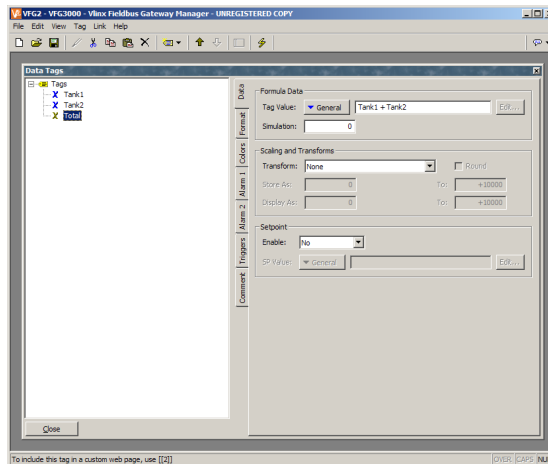 VFG2 - VFG3000 - Vlinx Fieldbus Gateway Manager - UNREGISTERED COPY
File Edit View Tag Link Help
Data Tags
Tags
Tank1
Tank2
Total
Data
Format
Colors
Alarm 1
Alarm 2
Triggers
Comment
Formula Data
Tag Value: General Tank1 + Tank2 Edit...
Simulation: 0
Scaling and Transforms
Transform: None Round
Store As: 0 To: +10000
Display As: 0 To: +10000
Setpoint
Enable: No
SP Value: General Edit...
Close
To include this tag in a custom web page, use [[2]]
OVER CAPS NU